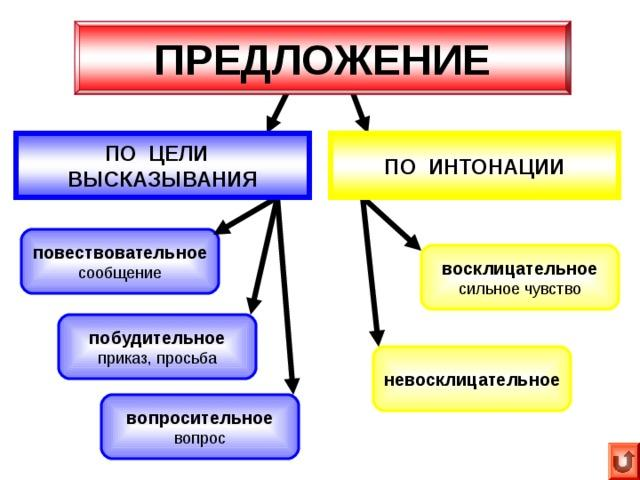 ПРЕДЛОЖЕНИЕ
ПО ЦЕЛИ
ВЫСКАЗЫВАНИЯ
ПО ИНТОНАЦИИ
повествовательное
сообщение
побудительное
приказ, просьба
вопросительное
вопрос
восклицательное
сильное чувство
невосклицательное